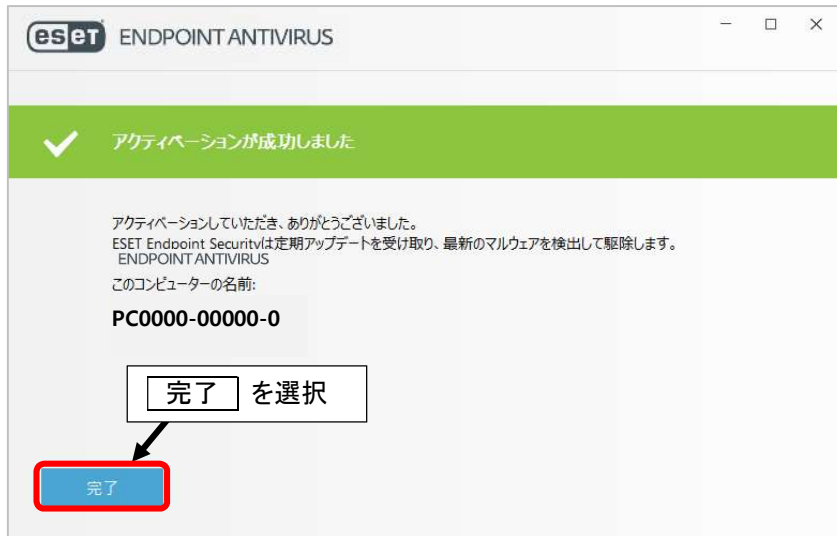 eset ENDPOINT ANTIVIRUS
アクティベーションが成功しました
アクティベーションしていただき、ありがとうございました。
ESET Endpoint Securityは定期アップデートを受け取り、最新のマルウェアを検出して駆除します。
ENDPOINT ANTIVIRUS
このコンピューターの名前:
PC0000-00000-0
完了 を選択
完了